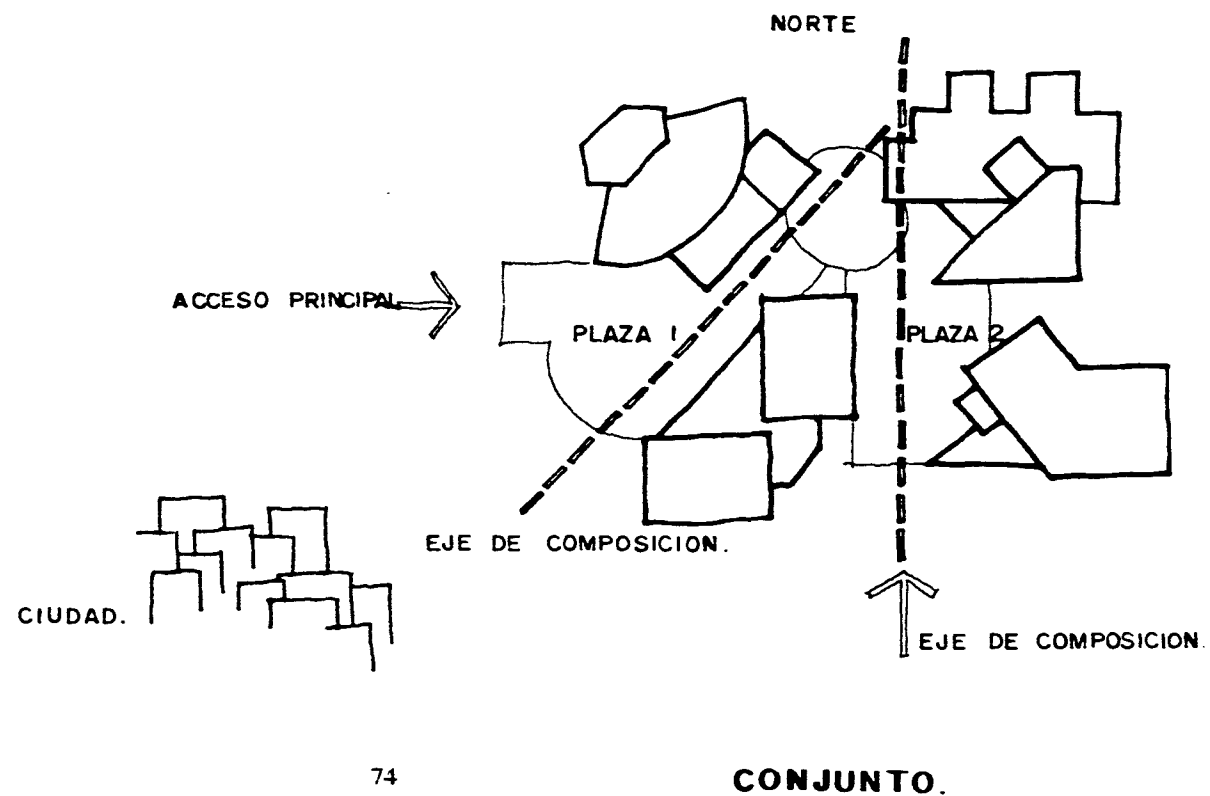 NORTE
ACCESO PRINCIPAL
PLAZA 1
PLAZA 2
EJE DE COMPOSICION.
CIUDAD.
EJE DE COMPOSICION.
74
CONJUNTO.